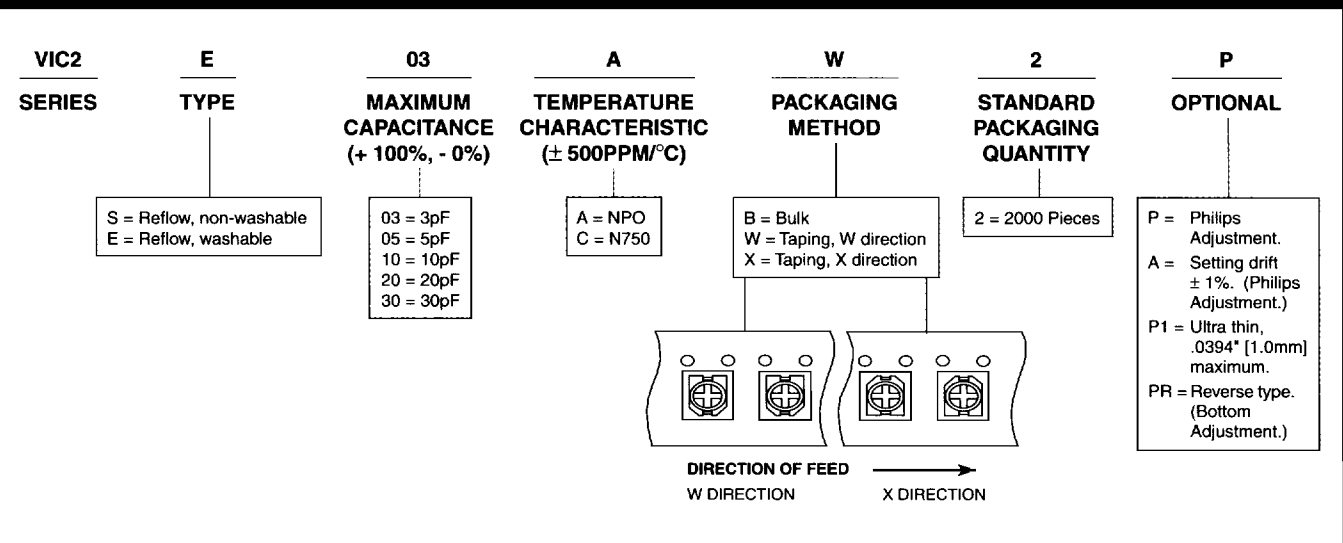 VIC2 E 03 A W 2 P
SERIES TYPE MAXIMUM TEMPERATURE PACKAGING STANDARD OPTIONAL
CAPACITANCE CHARACTERISTIC METHOD PACKAGING
(+ 100%, - 0%) (± 500PPM/°C) QUANTITY
S = Reflow, non-washable
E = Reflow, washable
03 = 3pF
05 = 5pF
10 = 10pF
20 = 20pF
30 = 30pF
A = NPO
C = N750
B = Bulk
W = Taping, W direction
X = Taping, X direction
2 = 2000 Pieces
P = Philips
Adjustment.
A = Setting drift
± 1%. (Philips
Adjustment.)
P1 = Ultra thin,
.0394" [1.0mm]
maximum.
PR = Reverse type.
(Bottom
Adjustment.)
DIRECTION OF FEED
W DIRECTION X DIRECTION